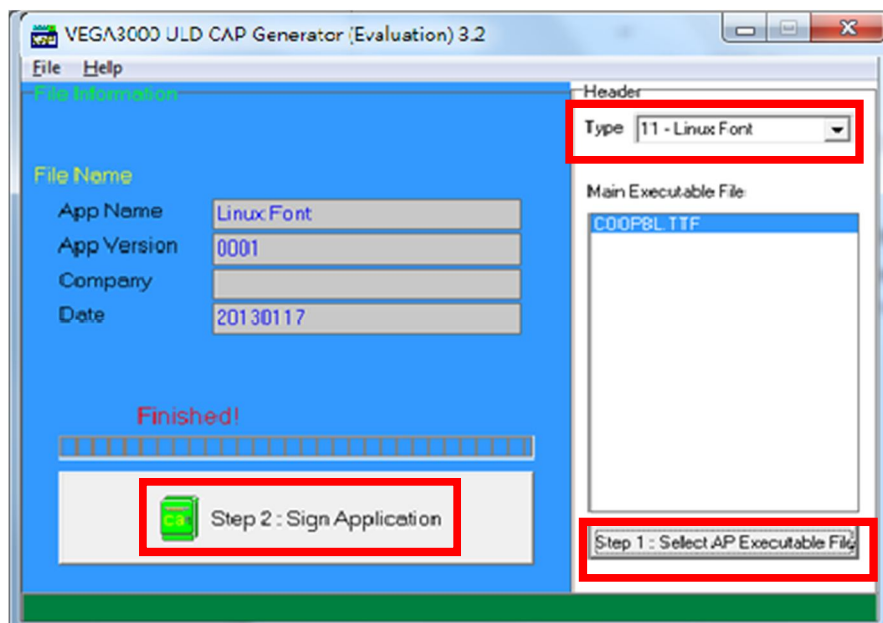 VEGA3000 ULD CAP Generator (Evaluation) 3.2
File Help
File Information
File Name
App Name Linux Font
App Version 0001
Company
Date 20130117
Finished!
Step 2 : Sign Application
Header
Type 11 - Linux Font
Main Executable File
COOPBL.TTF
Step 1 : Select AP Executable File